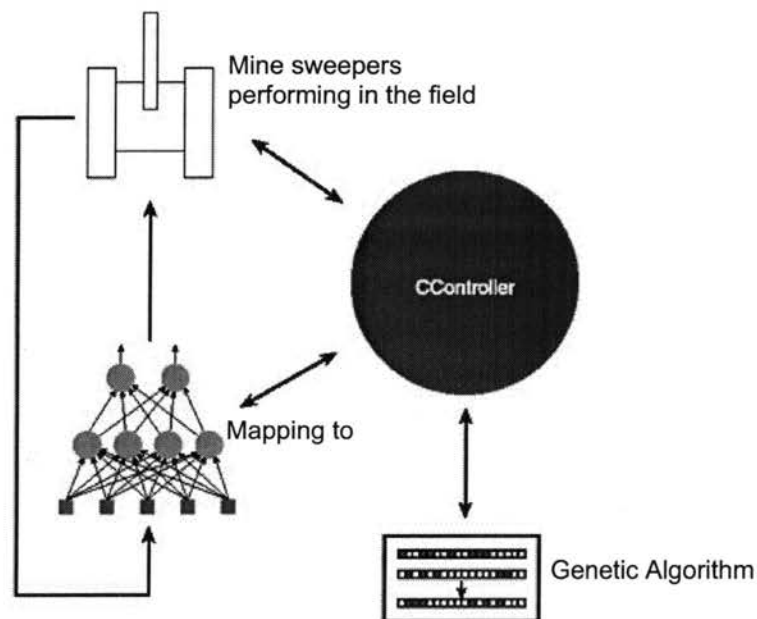 Mine sweepers
performing in the field
CController
Mapping to
Genetic Algorithm